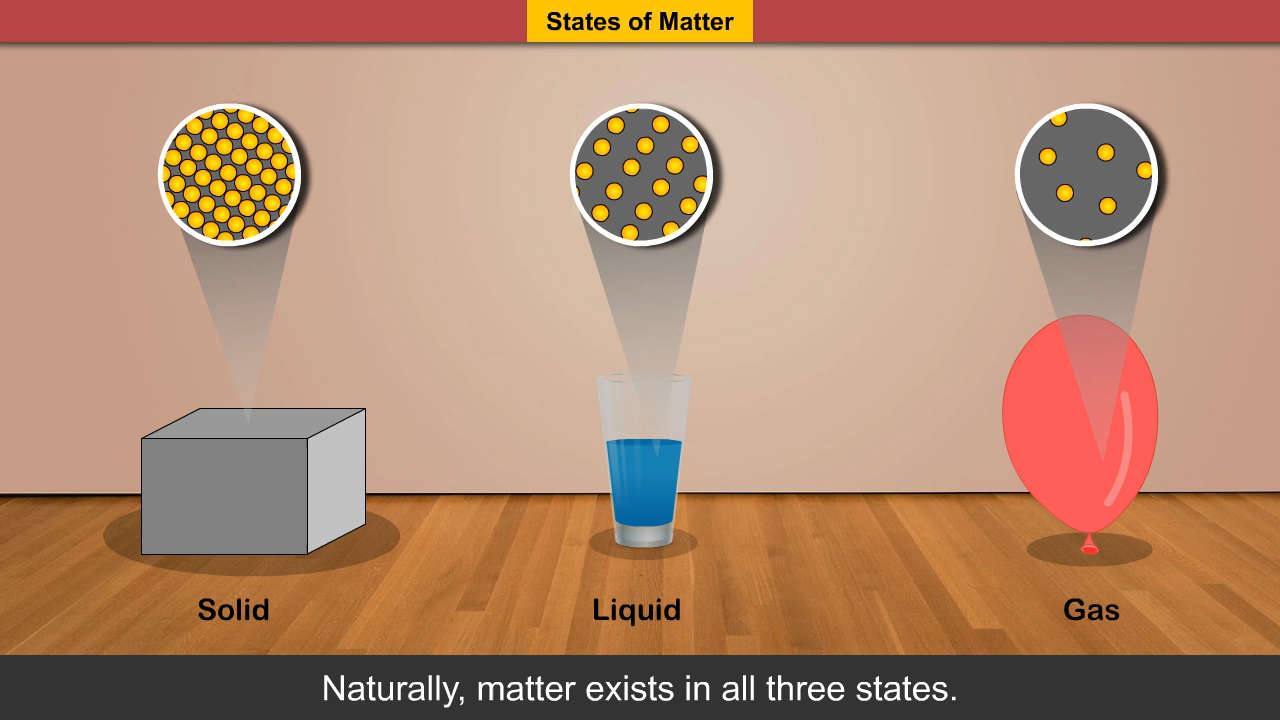 States of Matter
Solid
Liquid
Gas
Naturally, matter exists in all three states.